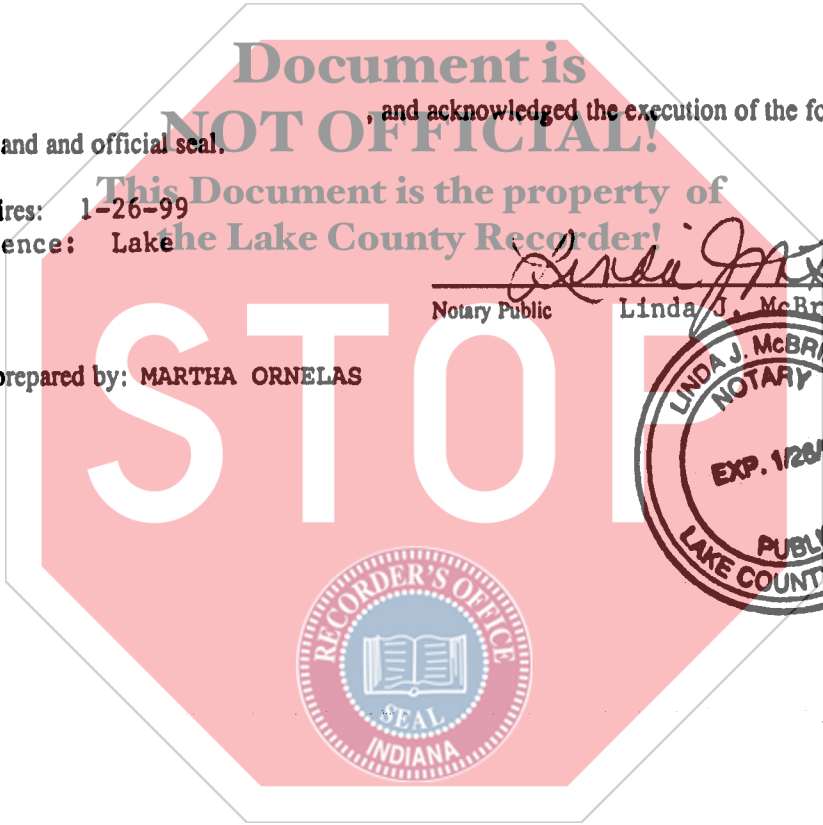 Document is
, and acknowledged the execution of the fo
NOT OFFICIAL!
and and official seal.
This Document is the property of
ires: 1-26-99
the Lake County Recorder!
ence: Lake
Linda J. Mc
Notary Public Linda J. McBr
STOP
prepared by: MARTHA ORNELAS
LINDA J. McBRI
NOTARY
EXP. 1/26/
PUBLI
LAKE COUNT
RECORDER'S OFFICE
SEAL
INDIANA